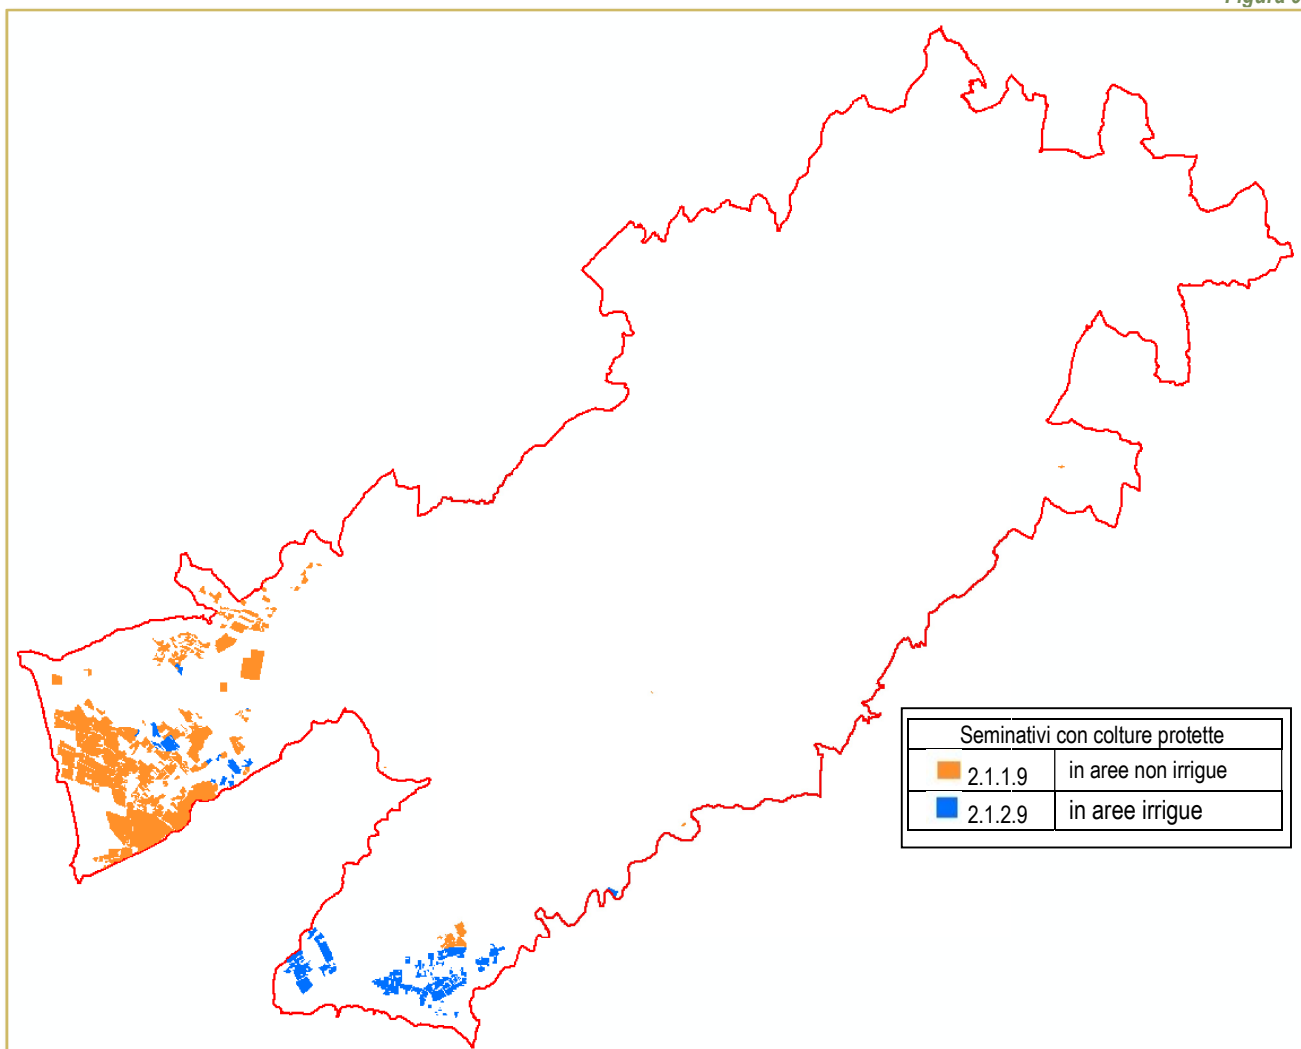 Seminativi con colture protette
2.1.1.9 in aree non irrigue
2.1.2.9 in aree irrigue